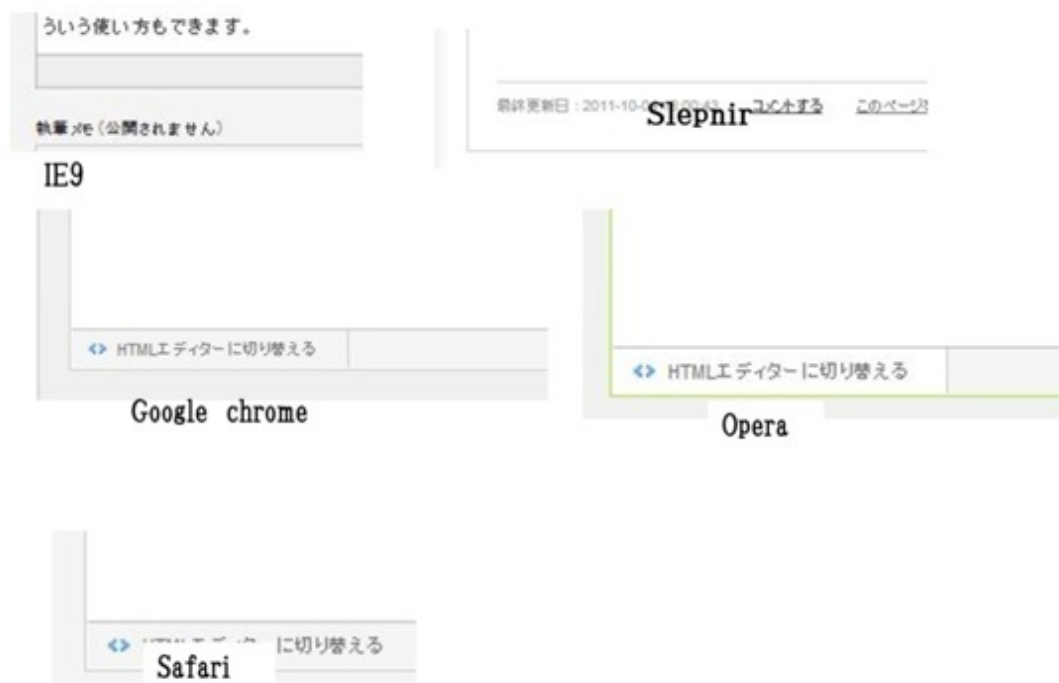 ういう使い方もできます。
執筆メモ(公開されません)
IE9
最終更新日:2011-10-0 コメントする このページを
Slepnir
<> HTMLエディターに切り替える
Google chrome
<> HTMLエディターに切り替える
Opera
<> に切り替える
Safari